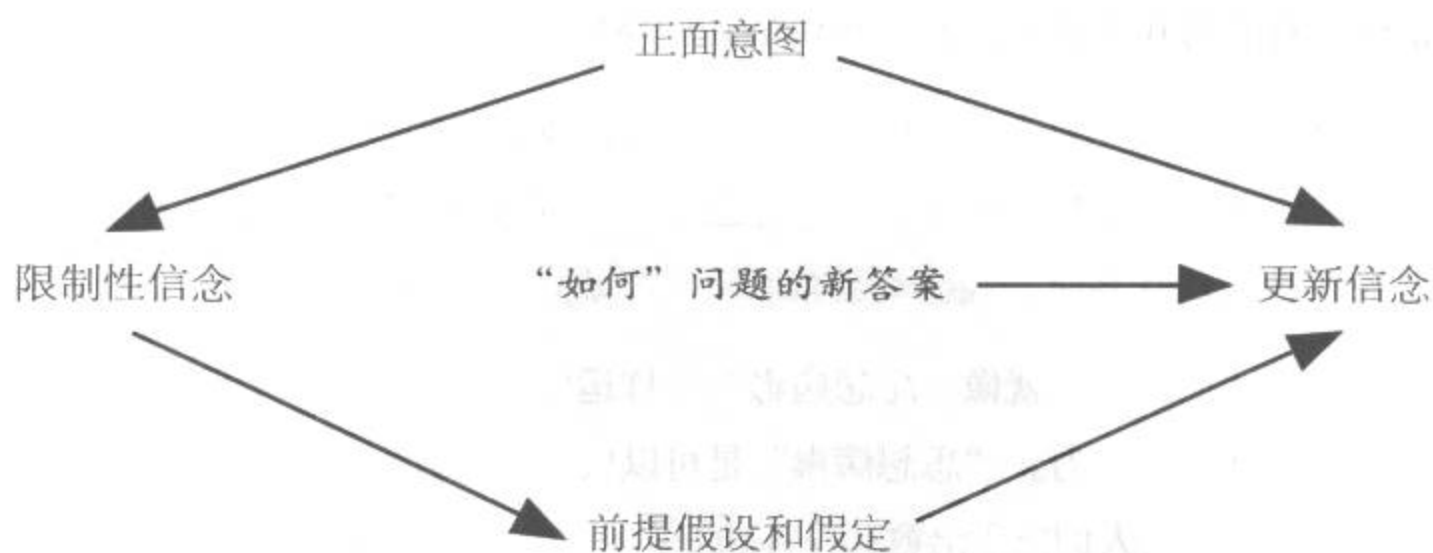 正面意图
限制性信念
“如何”问题的新答案
更新信念
前提假设和假定